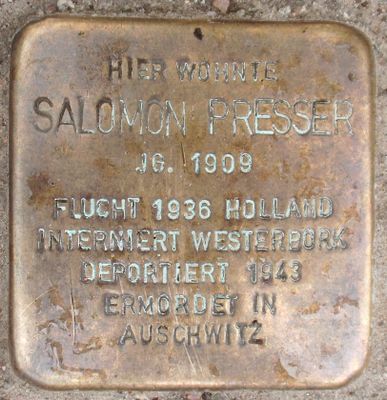 HIER WOHNTE
SALOMON PRESSER
JG. 1909
FLUCHT 1936 HOLLAND
INTERNIERT WESTERBORK
DEPORTIERT 1943
ERMORDET IN
AUSCHWITZ